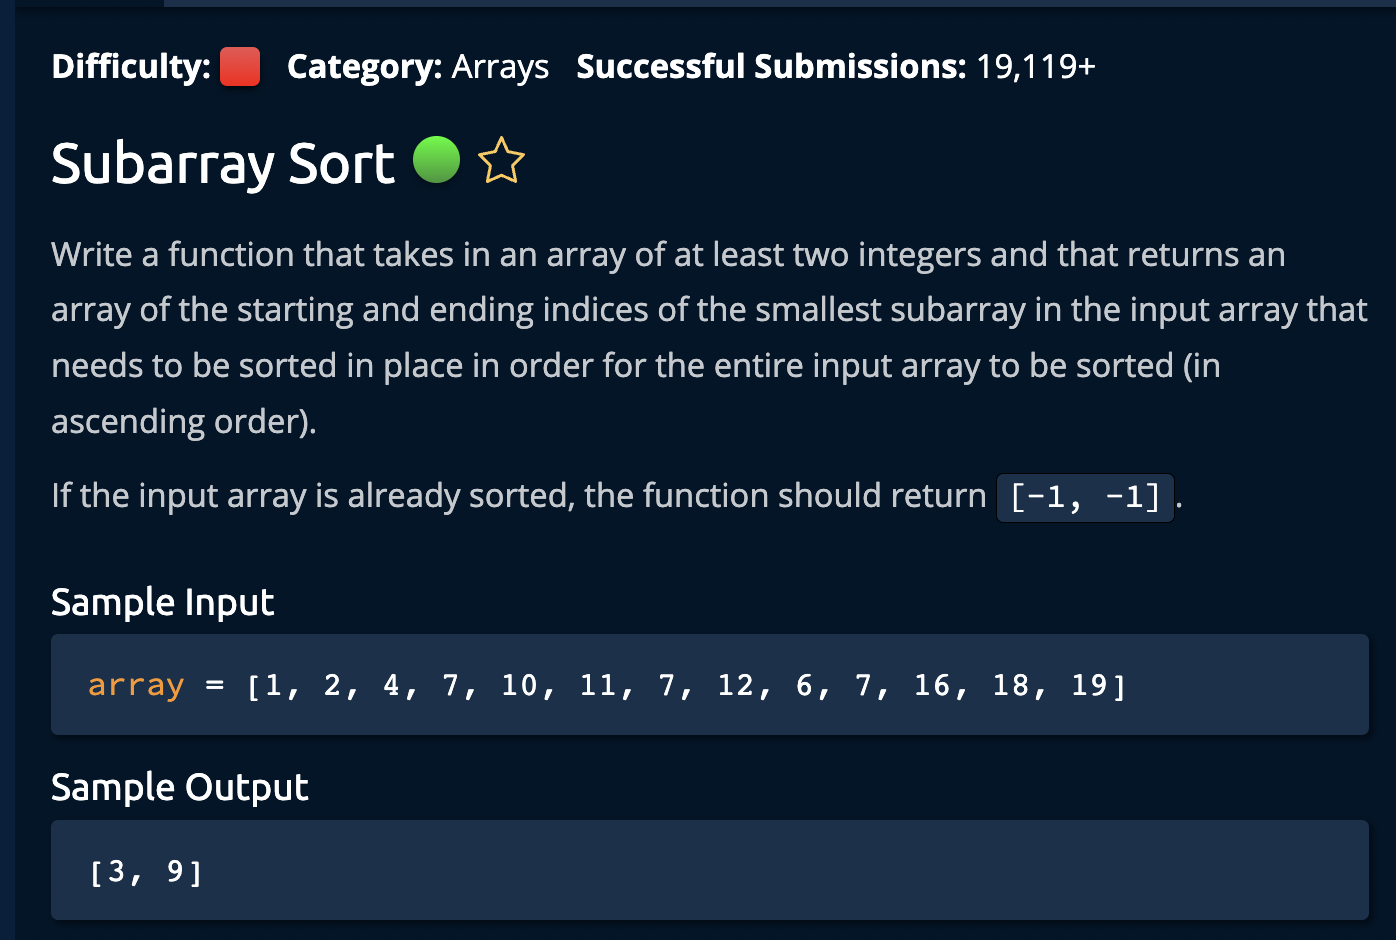 Difficulty: Category: Arrays Successful Submissions: 19,119+
Subarray Sort
Write a function that takes in an array of at least two integers and that returns an
array of the starting and ending indices of the smallest subarray in the input array that
needs to be sorted in place in order for the entire input array to be sorted (in
ascending order).
If the input array is already sorted, the function should return [-1, -1].
Sample Input
array = [1, 2, 4, 7, 10, 11, 7, 12, 6, 7, 16, 18, 19]
Sample Output
[3, 9]